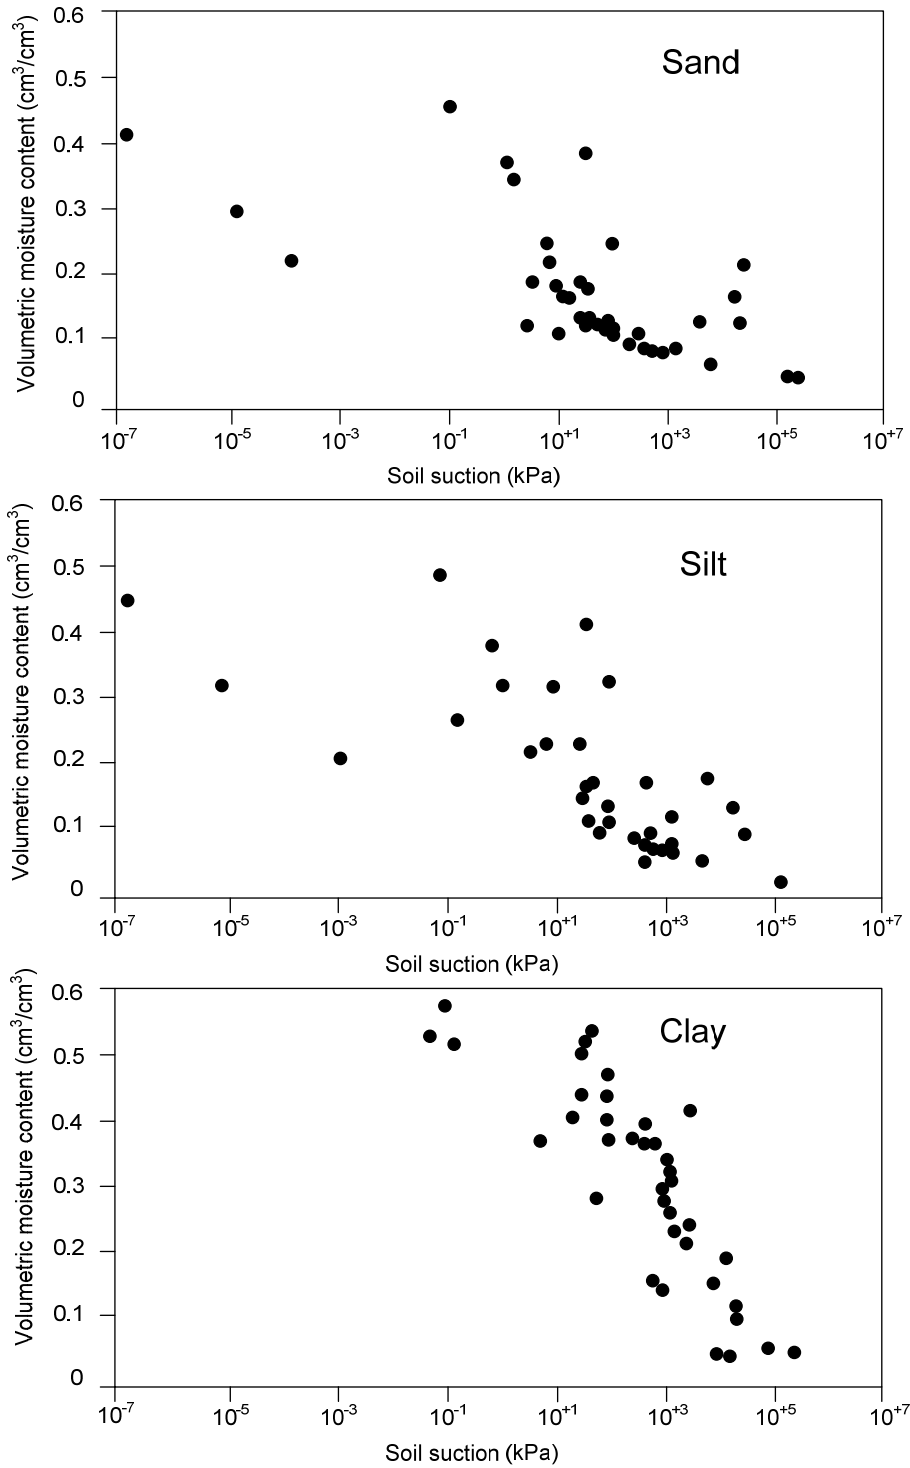 Volumetric moisture content (cm³/cm³)
0.6
0.5
0.4
0.3
0.2
0.1
0
Sand
10⁻⁷ 10⁻⁵ 10⁻³ 10⁻¹ 10⁺¹ 10⁺³ 10⁺⁵ 10⁺⁷
Soil suction (kPa)
Volumetric moisture content (cm³/cm³)
0.6
0.5
0.4
0.3
0.2
0.1
0
Silt
10⁻⁷ 10⁻⁵ 10⁻³ 10⁻¹ 10⁺¹ 10⁺³ 10⁺⁵ 10⁺⁷
Soil suction (kPa)
Volumetric moisture content (cm³/cm³)
0.6
0.5
0.4
0.3
0.2
0.1
0
Clay
10⁻⁷ 10⁻⁵ 10⁻³ 10⁻¹ 10⁺¹ 10⁺³ 10⁺⁵ 10⁺⁷
Soil suction (kPa)